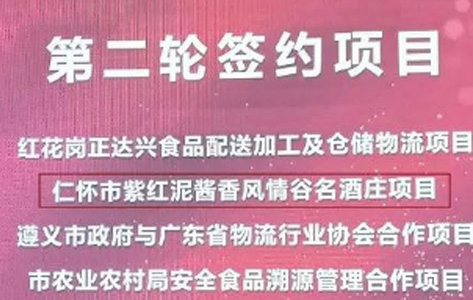 第二轮签约项目
红花岗正达兴食品配送加工及仓储物流项目
仁怀市紫红泥酱香风情谷名酒庄项目
遵义市政府与广东省物流行业协会合作项目
市农业农村局安全食品溯源管理合作项目